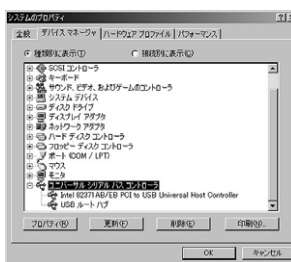 システムのプロパティ
全般
デバイス マネージャ
ハードウェア プロファイル
パフォーマンス
種類別に表示(T)
接続別に表示(C)
SCSI コントローラ
キーボード
サウンド、ビデオ、およびゲームのコントローラ
システム デバイス
ディスク ドライブ
ディスプレイ アダプタ
ネットワーク アダプタ
ハード ディスク コントローラ
フロッピー ディスク コントローラ
ポート (COM / LPT)
マウス
モニタ
ユニバーサル シリアル バス コントローラ
Intel 82371AB/EB PCI to USB Universal Host Controller
USB ルート ハブ
プロパティ(R)
更新(F)
削除(E)
印刷(N)...
OK
キャンセル